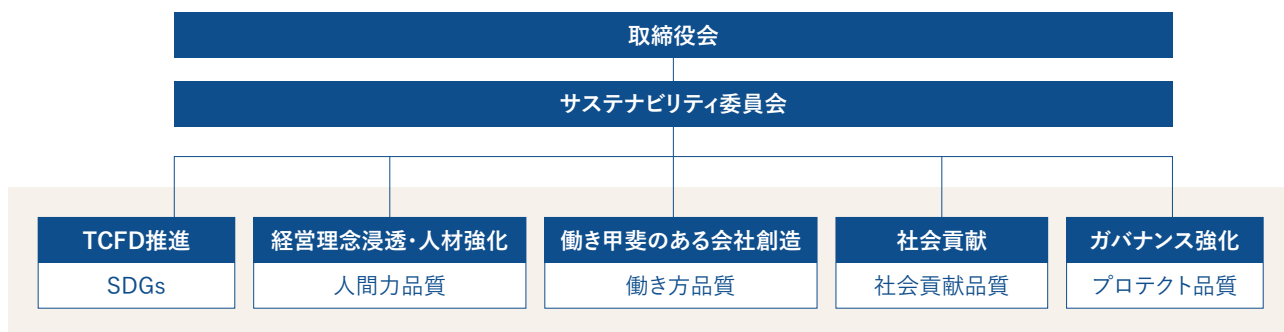 取締役会
サステナビリティ委員会
TCFD推進
SDGs
経営理念浸透・人材強化
人間力品質
働き甲斐のある会社創造
働き方品質
社会貢献
社会貢献品質
ガバナンス強化
プロテクト品質